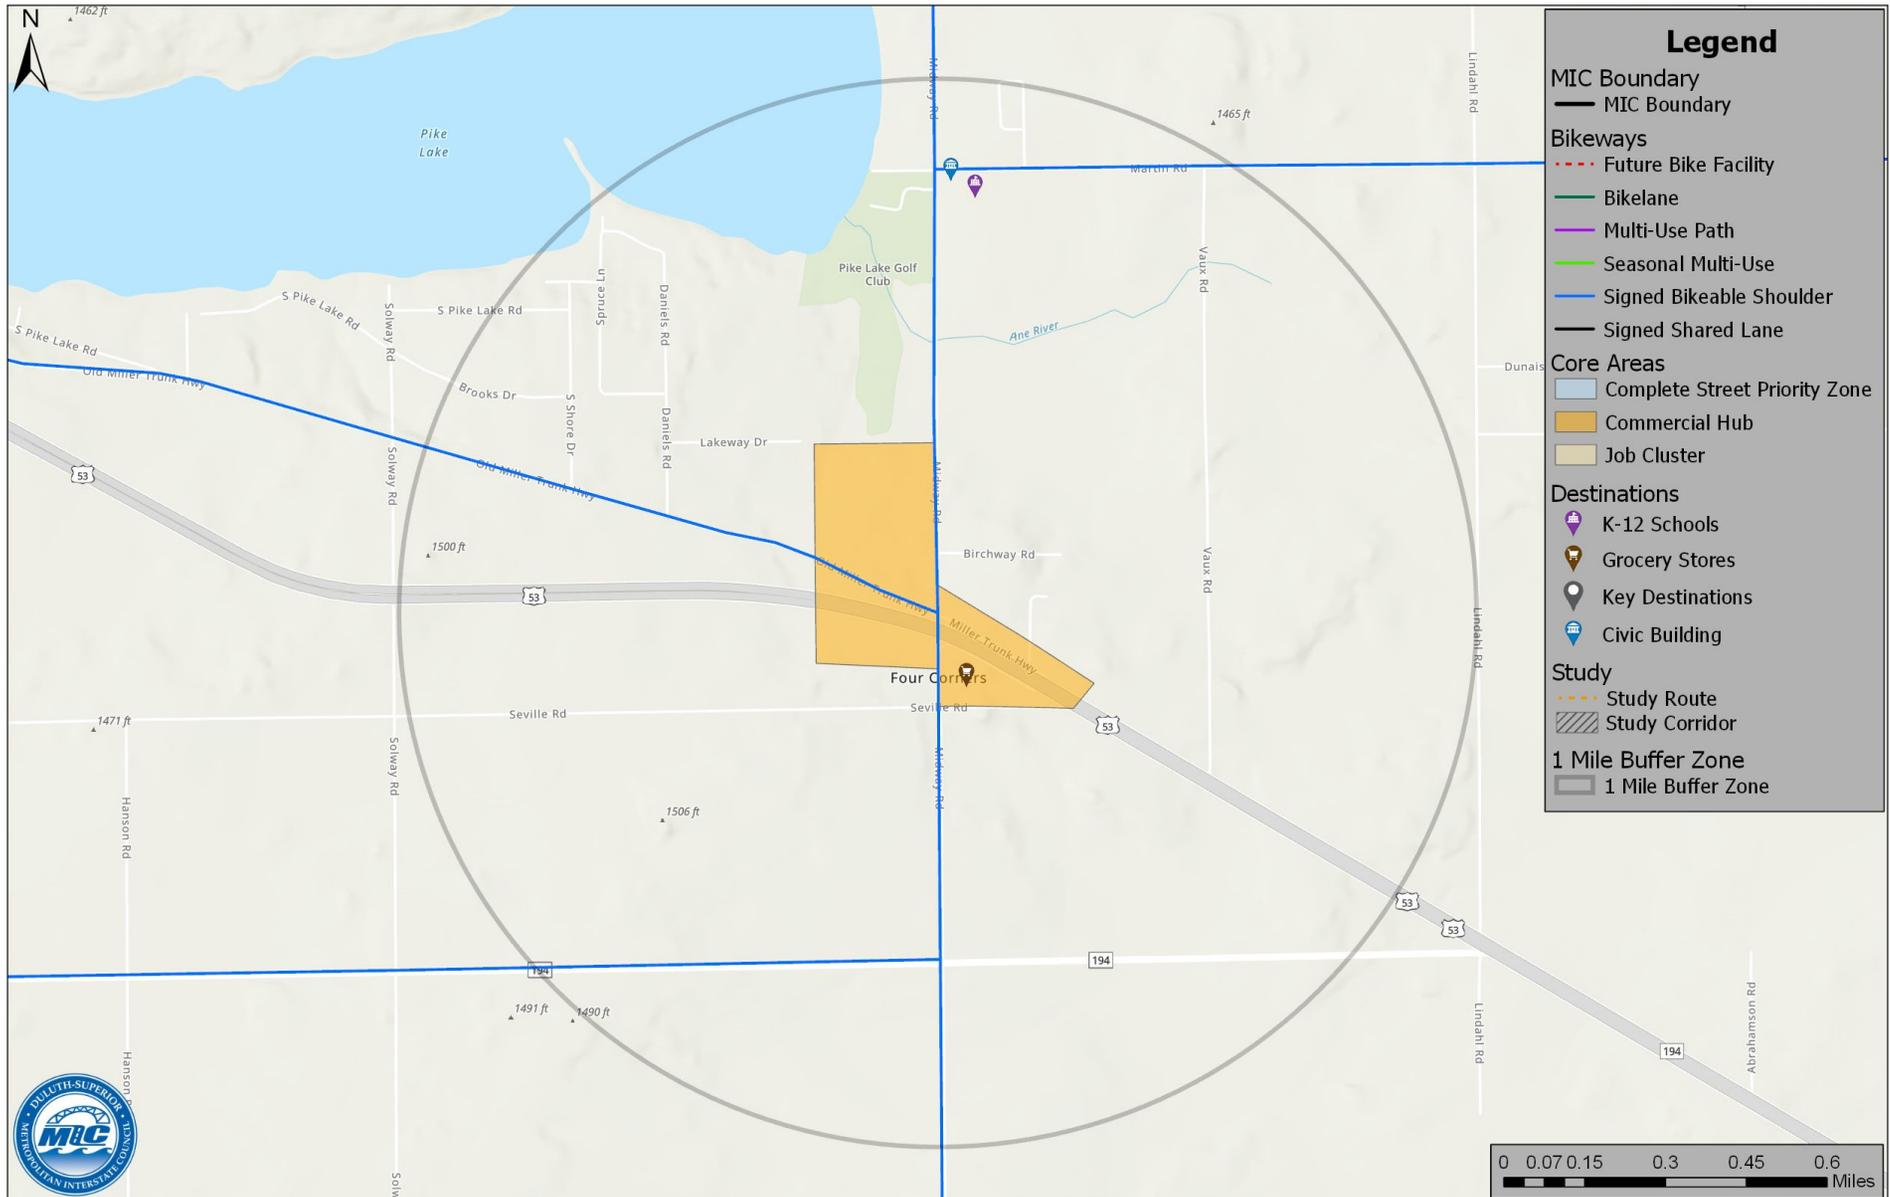 N
1462 ft
Pike
Lake
Midway Rd
1465 ft
Lindahl Rd
Martin Rd
Pike Lake Golf
Club
Vaux Rd
Ane River
S Pike Lake Rd
S Pike Lake Rd
S Pike Lake Rd
Solway Rd
Spruce Ln
Daniels Rd
Old Miller Trunk Hwy
Brooks Dr
S Shore Dr
Daniels Rd
Lakeway Dr
Dunais
53
Solway Rd
Old Miller Trunk Hwy
Midway Rd
1500 ft
Birchway Rd
Vaux Rd
53
Old Miller Trunk Hwy
Miller Trunk Hwy
Lindahl Rd
Four Corners
Seville Rd
Seville Rd
1471 ft
53
Solway Rd
Midway Rd
Hanson Rd
1506 ft
53
53
194
194
1491 ft
1490 ft
Lindahl Rd
Abrahamson Rd
194
Hanson R
Solw
DULUTH-SUPERIOR
MIC
METROPOLITAN INTERSTATE COUNCIL
Legend
MIC Boundary
MIC Boundary
Bikeways
Future Bike Facility
Bikelane
Multi-Use Path
Seasonal Multi-Use
Signed Bikeable Shoulder
Signed Shared Lane
Core Areas
Complete Street Priority Zone
Commercial Hub
Job Cluster
Destinations
K-12 Schools
Grocery Stores
Key Destinations
Civic Building
Study
Study Route
Study Corridor
1 Mile Buffer Zone
1 Mile Buffer Zone
0 0.07 0.15 0.3 0.45 0.6
Miles